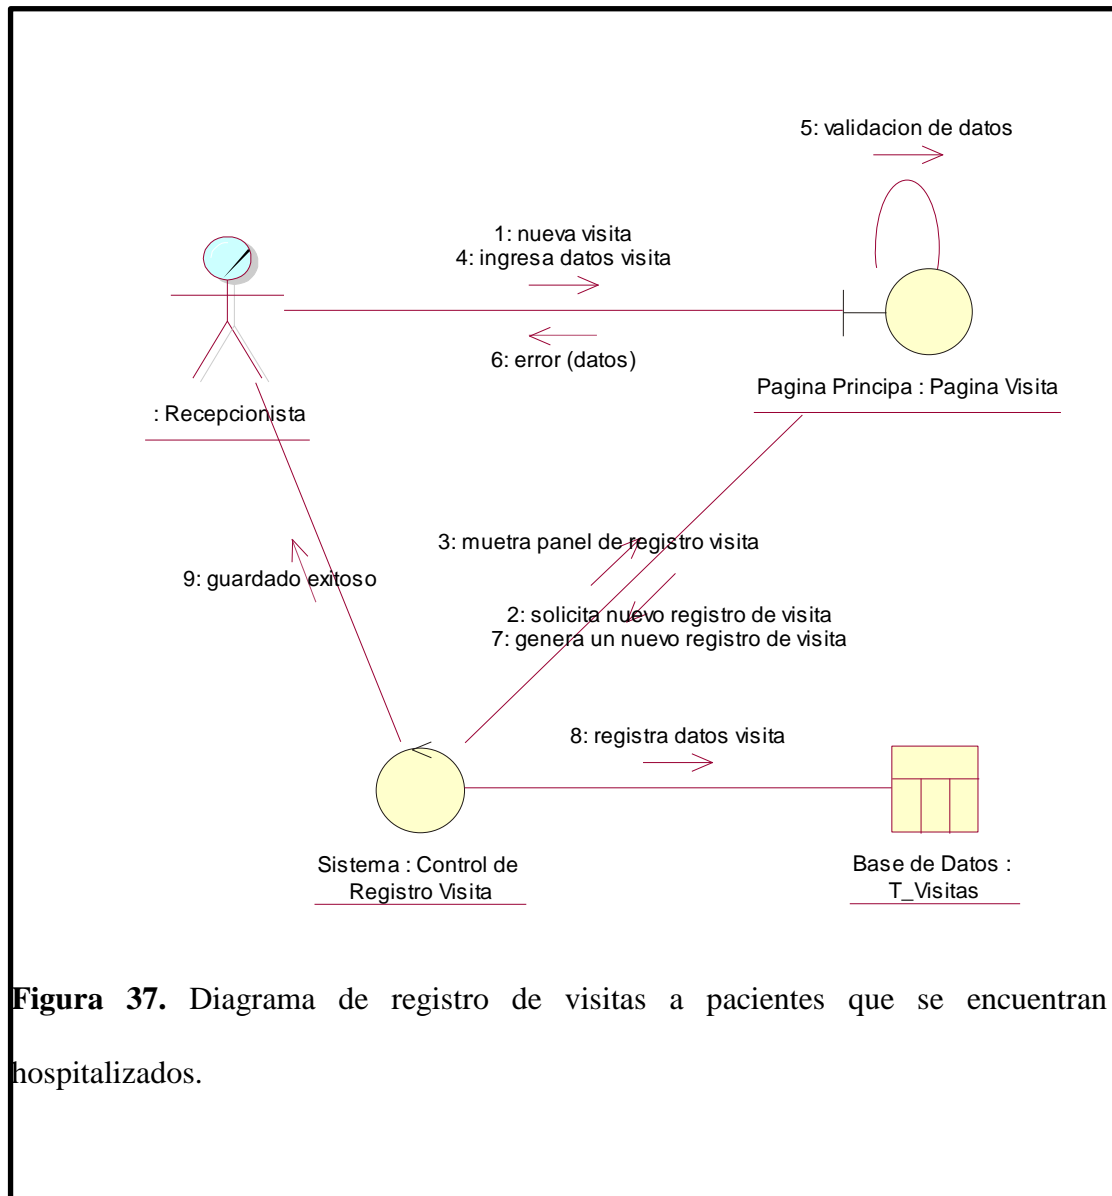 5: validacion de datos
1: nueva visita
4: ingresa datos visita
6: error (datos)
Pagina Principa : Pagina Visita
: Recepcionista
3: muetra panel de registro visita
9: guardado exitoso
2: solicita nuevo registro de visita
7: genera un nuevo registro de visita
8: registra datos visita
Sistema : Control de
Registro Visita
Base de Datos :
T_Visitas
Figura 37. Diagrama de registro de visitas a pacientes que se encuentran
hospitalizados.